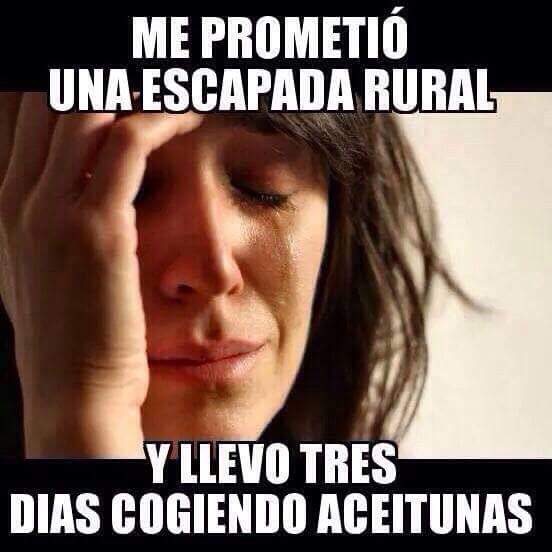 ME PROMETIÓ
UNA ESCAPADA RURAL
Y LLEVO TRES
DIAS COGIENDO ACEITUNAS